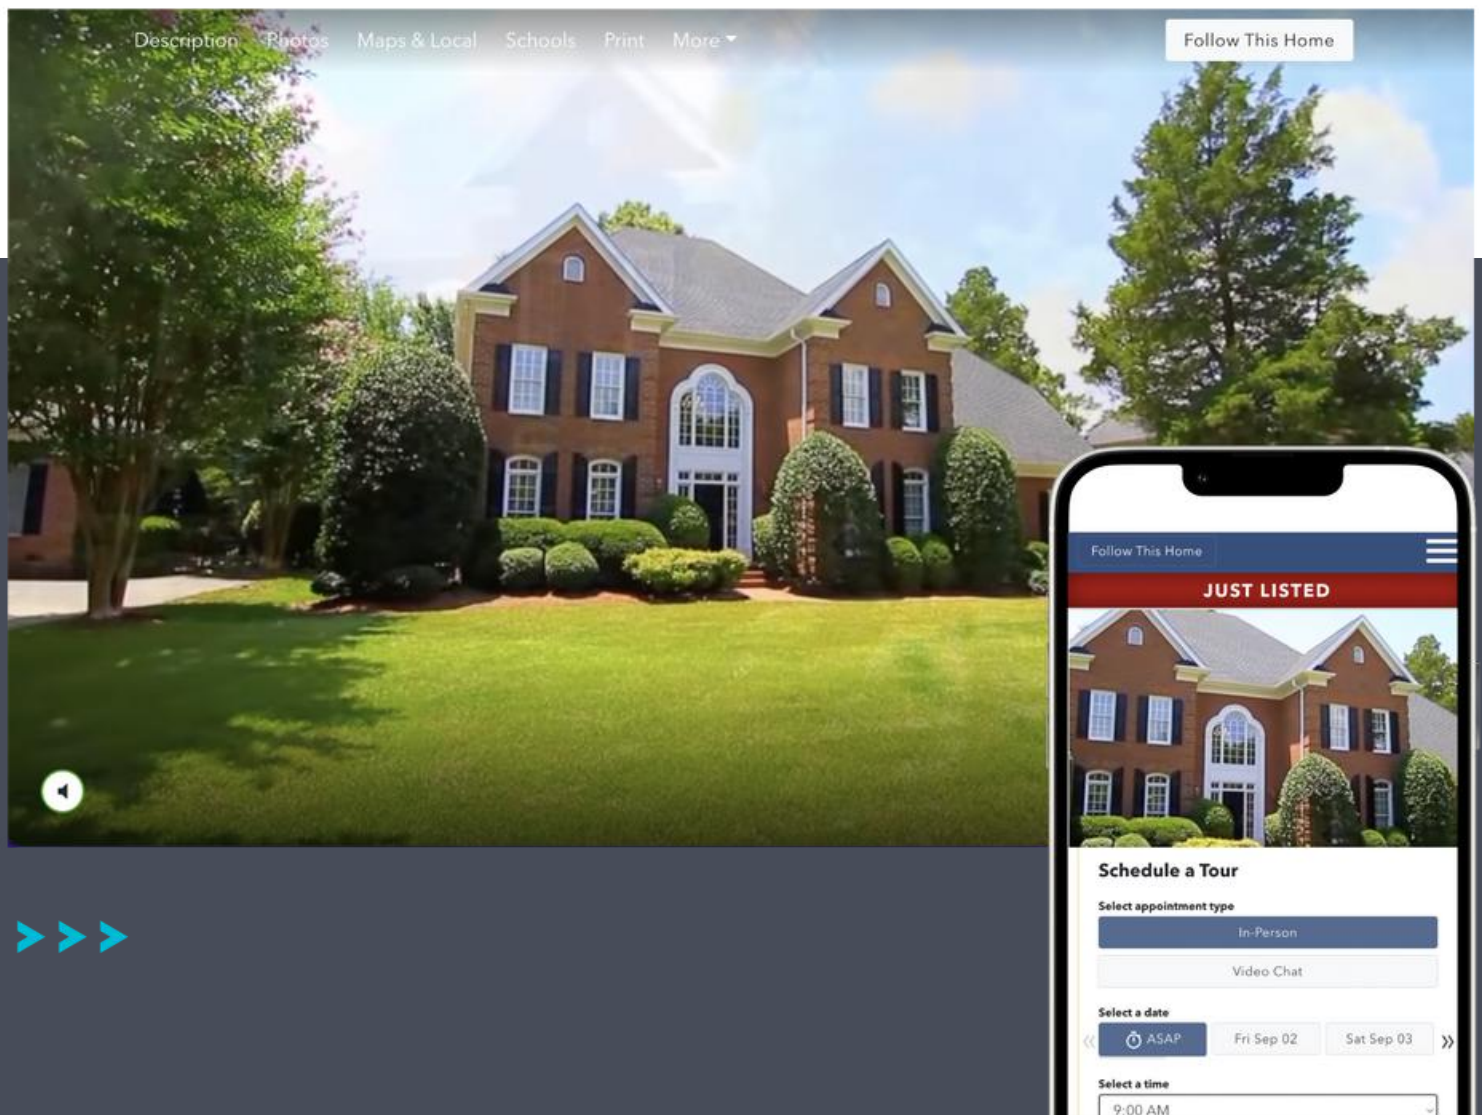 Description Photos Maps & Local Schools Print More Follow This Home
Follow This Home
JUST LISTED
Schedule a Tour
Select appointment type
In-Person
Video Chat
Select a date
« ASAP Fri Sep 02 Sat Sep 03 »
Select a time
9:00 AM
> > >